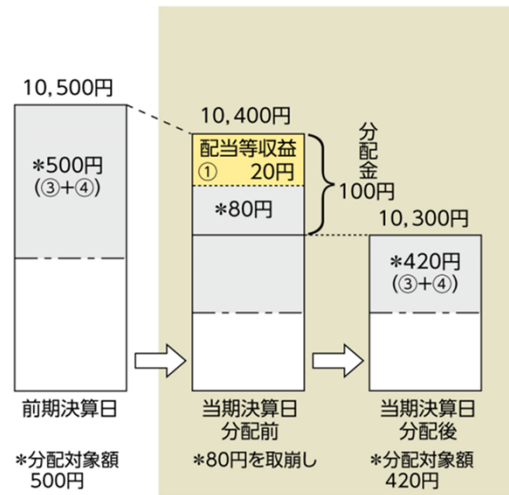 10,500円
*500円
(③+④)
前期決算日
*分配対象額
500円
10,400円
配当等収益
① 20円
*80円
分配金
100円
当期決算日
分配前
*80円を取崩し
10,300円
*420円
(③+④)
当期決算日
分配後
*分配対象額
420円